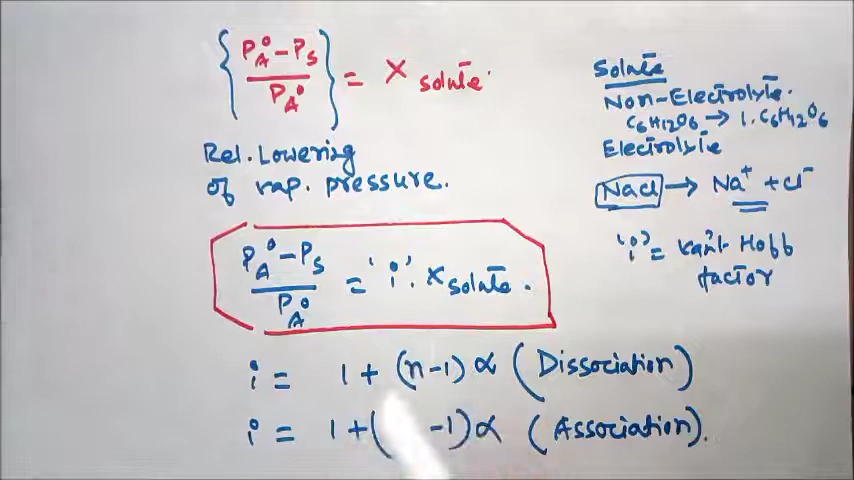 { P_A° - P_S / P_A° } = X solute
Rel. Lowering
of vap. pressure.
P_A° - P_S / P_A° = 'i'. X solute.
i = 1 + (n-1) α (Dissociation)
i = 1 + ( -1) α (Association).
Solute
Non-Electrolyte.
C6H12O6 → 1. C6H12O6
Electrolyte
NaCl → Na+ + Cl-
'i' = van't Hobb
factor